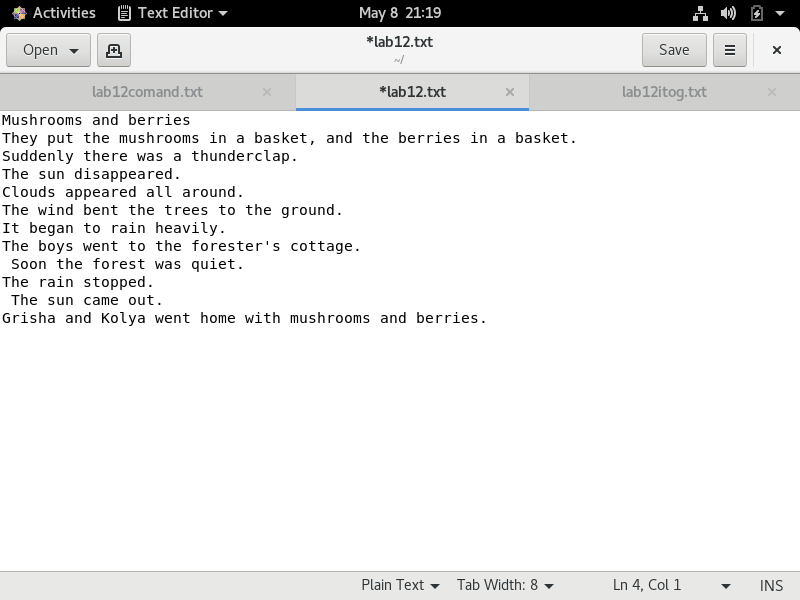 Activities Text Editor May 8 21:19
Open *lab12.txt Save
~/
lab12comand.txt *lab12.txt lab12itog.txt
Mushrooms and berries
They put the mushrooms in a basket, and the berries in a basket.
Suddenly there was a thunderclap.
The sun disappeared.
Clouds appeared all around.
The wind bent the trees to the ground.
It began to rain heavily.
The boys went to the forester's cottage.
 Soon the forest was quiet.
The rain stopped.
 The sun came out.
Grisha and Kolya went home with mushrooms and berries.
Plain Text Tab Width: 8 Ln 4, Col 1 INS